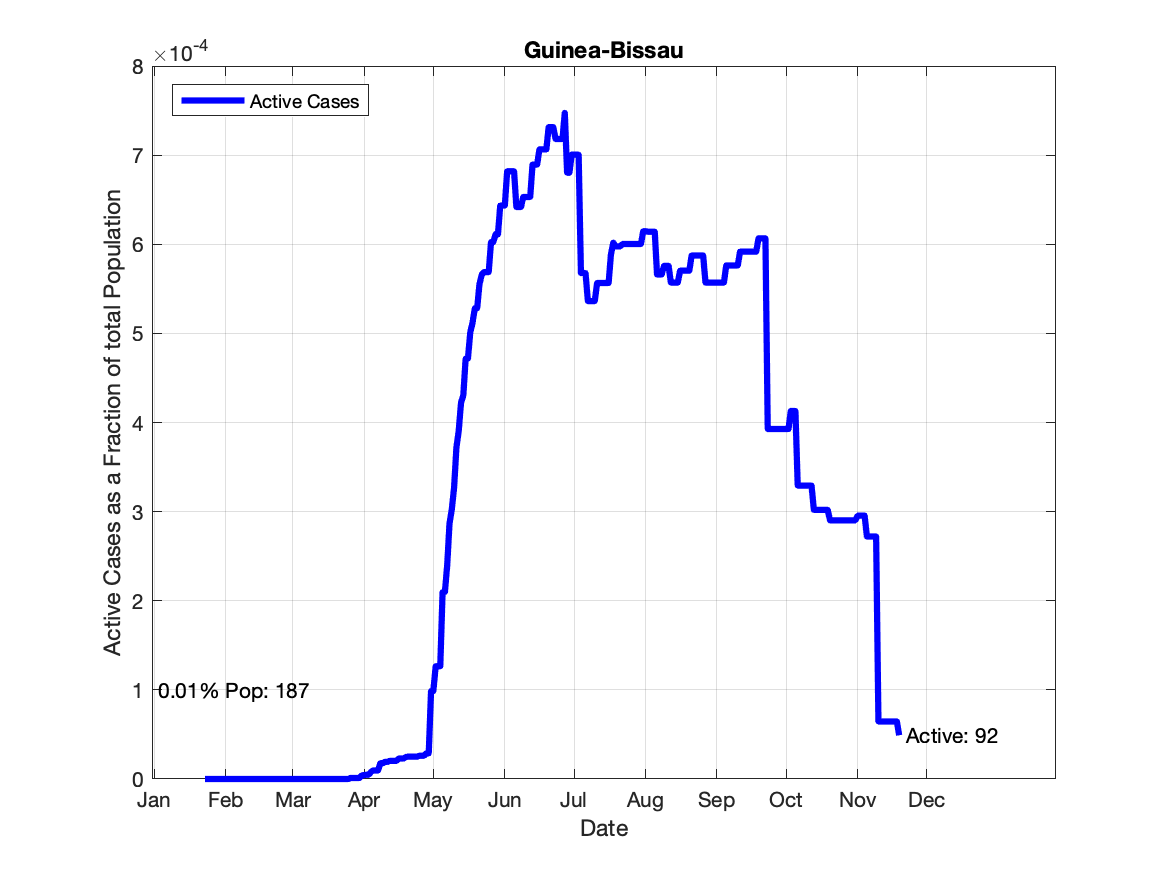 Guinea-Bissau
×10-4
Active Cases
Active Cases as a Fraction of total Population
8
7
6
5
4
3
2
1
0
0.01% Pop: 187
Active: 92
Jan Feb Mar Apr May Jun Jul Aug Sep Oct Nov Dec
Date